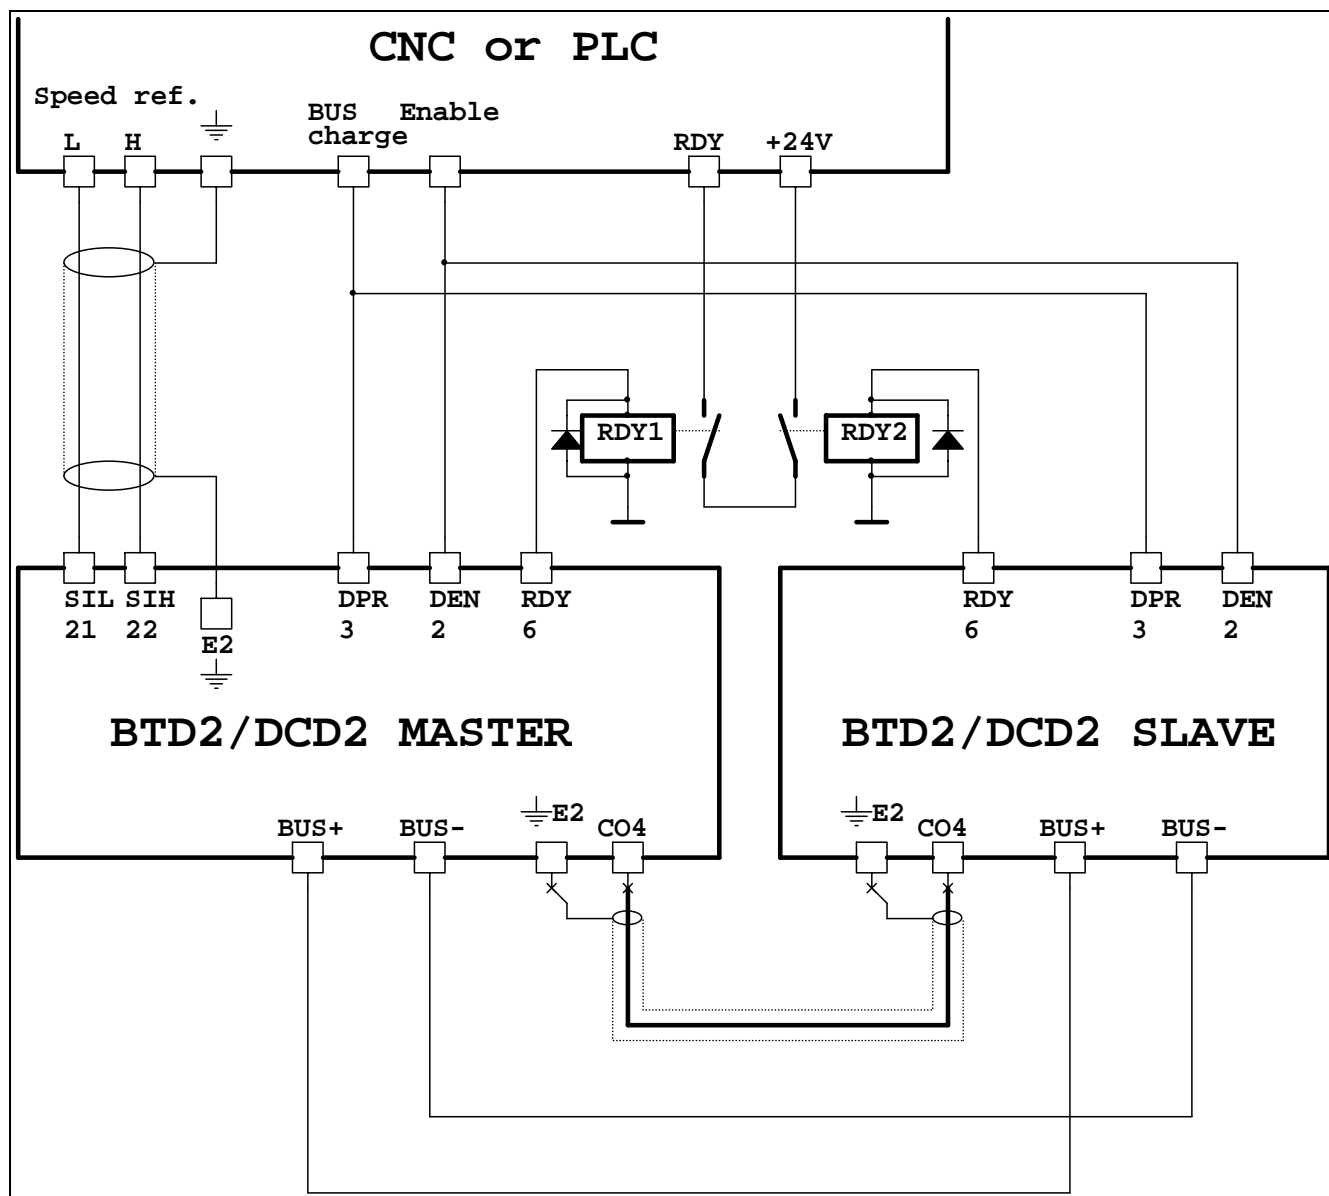 CNC or PLC
Speed ref.
BUS Enable
charge
L H RDY +24V
RDY1 RDY2
SIL SIH DPR DEN RDY RDY DPR DEN
21 22 3 2 6 6 3 2
E2
BTD2/DCD2 MASTER BTD2/DCD2 SLAVE
E2 E2
BUS+ BUS- CO4 CO4 BUS+ BUS-